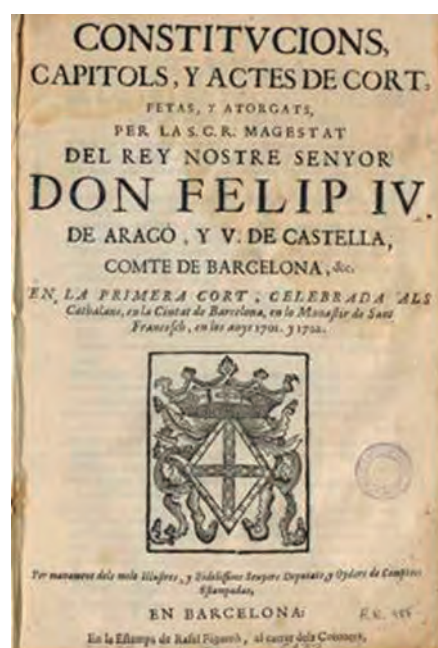 CONSTITVCIONS,
CAPITOLS, Y ACTES DE CORT,
FETAS, Y ATORGATS,
PER LA S.C.R. MAGESTAT
DEL REY NOSTRE SENYOR
DON FELIP IV.
DE ARAGÒ, Y V. DE CASTELLA,
COMTE DE BARCELONA, &c.
EN LA PRIMERA CORT, CELEBRADA ALS
Cathalans, en la Ciutat de Barcelona, en lo Monastir de Sant
Francesch, en los anys 1701. y 1702.
Per manament dels molt Illustres, y Fidelissims Senyors Deputats, y Oydors de Comptes
Estampadas,
EN BARCELONA:
En la Estampa de Rafel Figuerò, al carrer dels Cotoners,